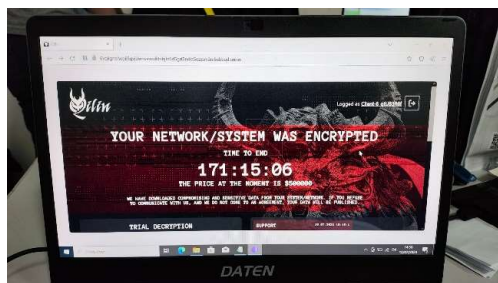 Qilin
Logged as
YOUR NETWORK/SYSTEM WAS ENCRYPTED
TIME TO END
171:15:06
THE PRICE AT THE MOMENT IS $500000
WE HAVE DOWNLOADED COMPROMISING AND SENSITIVE DATA FROM YOUR SYSTEM/NETWORK. IF YOU REFUSE
TO COMMUNICATE WITH US, AND WE DO NOT COME TO AN AGREEMENT, YOUR DATA WILL BE PUBLISHED.
TRIAL DECRYPTION
SUPPORT
DATEN